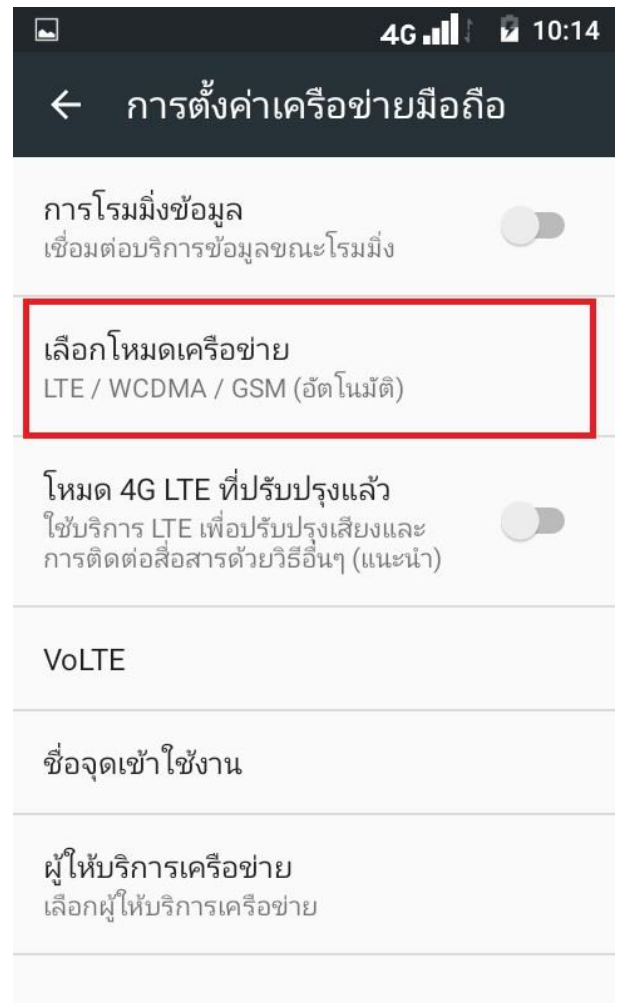 4G 10:14
การตั้งค่าเครือข่ายมือถือ
การโรมมิ่งข้อมูล
เชื่อมต่อบริการข้อมูลขณะโรมมิ่ง
เลือกโหมดเครือข่าย
LTE / WCDMA / GSM (อัตโนมัติ)
โหมด 4G LTE ที่ปรับปรุงแล้ว
ใช้บริการ LTE เพื่อปรับปรุงเสียงและ
การติดต่อสื่อสารด้วยวิธีอื่นๆ (แนะนำ)
VoLTE
ชื่อจุดเข้าใช้งาน
ผู้ให้บริการเครือข่าย
เลือกผู้ให้บริการเครือข่าย